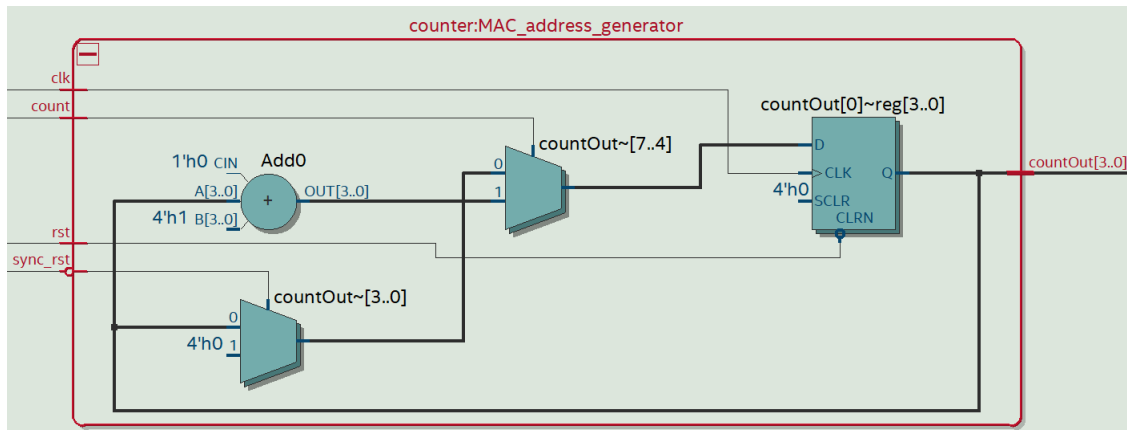 counter:MAC_address_generator
clk
count
countOut[0]~reg[3..0]
countOut~[7..4]
D
1'h0 CIN
Add0
0
countOut[3..0]
CLK
Q
A[3..0]
+
OUT[3..0]
1
4'h0
SCLR
4'h1 B[3..0]
CLRN
rst
sync_rst
countOut~[3..0]
0
4'h0 1